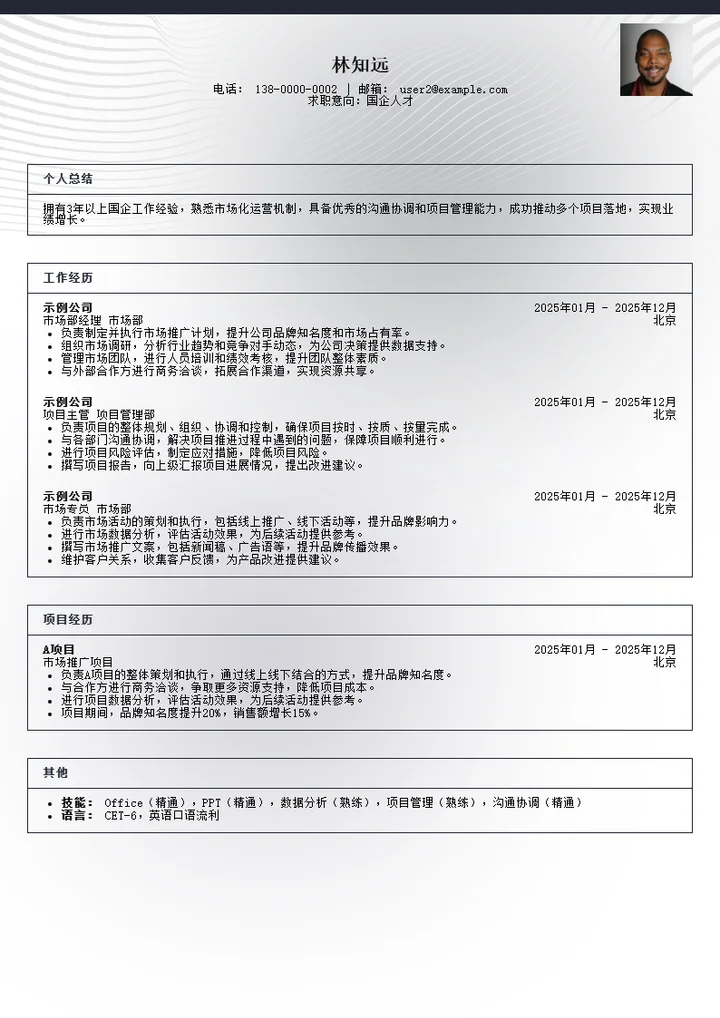 林知远
电话： 138-0000-0002 | 邮箱： user2@example.com
求职意向：国企人才
个人总结
拥有3年以上国企工作经验，熟悉市场化运营机制，具备优秀的沟通协调和项目管理能力，成功推动多个项目落地，实现业
绩增长。
工作经历
示例公司 2025年01月 - 2025年12月
市场部经理 市场部 北京
• 负责制定并执行市场推广计划，提升公司品牌知名度和市场占有率。
• 组织市场调研，分析行业趋势和竞争对手动态，为公司决策提供数据支持。
• 管理市场团队，进行人员培训和绩效考核，提升团队整体素质。
• 与外部合作方进行商务洽谈，拓展合作渠道，实现资源共享。
示例公司 2025年01月 - 2025年12月
项目主管 项目管理部 北京
• 负责项目的整体规划、组织、协调和控制，确保项目按时、按质、按量完成。
• 与各部门沟通协调，解决项目推进过程中遇到的问题，保障项目顺利进行。
• 进行项目风险评估，制定应对措施，降低项目风险。
• 撰写项目报告，向上级汇报项目进展情况，提出改进建议。
示例公司 2025年01月 - 2025年12月
市场专员 市场部 北京
• 负责市场活动的策划和执行，包括线上推广、线下活动等，提升品牌影响力。
• 进行市场数据分析，评估活动效果，为后续活动提供参考。
• 撰写市场推广文案，包括新闻稿、广告语等，提升品牌传播效果。
• 维护客户关系，收集客户反馈，为产品改进提供建议。
项目经历
A项目 2025年01月 - 2025年12月
市场推广项目 北京
• 负责A项目的整体策划和执行，通过线上线下结合的方式，提升品牌知名度。
• 与合作方进行商务洽谈，争取更多资源支持，降低项目成本。
• 进行项目数据分析，评估活动效果，为后续活动提供参考。
• 项目期间，品牌知名度提升20%，销售额增长15%。
其他
• 技能： Office（精通），PPT（精通），数据分析（熟练），项目管理（熟练），沟通协调（精通）
• 语言： CET-6，英语口语流利